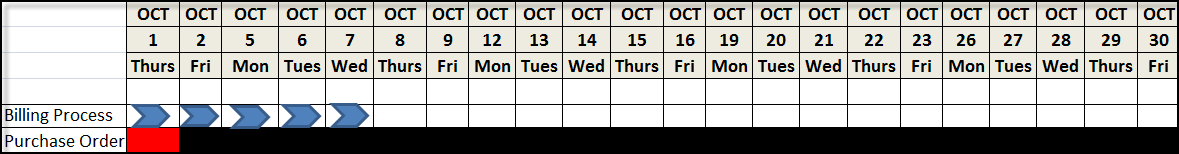 OCT OCT OCT OCT OCT OCT OCT OCT OCT OCT OCT OCT OCT OCT OCT OCT OCT OCT OCT OCT OCT OCT
1 2 5 6 7 8 9 12 13 14 15 16 19 20 21 22 23 26 27 28 29 30
Thurs Fri Mon Tues Wed Thurs Fri Mon Tues Wed Thurs Fri Mon Tues Wed Thurs Fri Mon Tues Wed Thurs Fri
Billing Process
Purchase Order